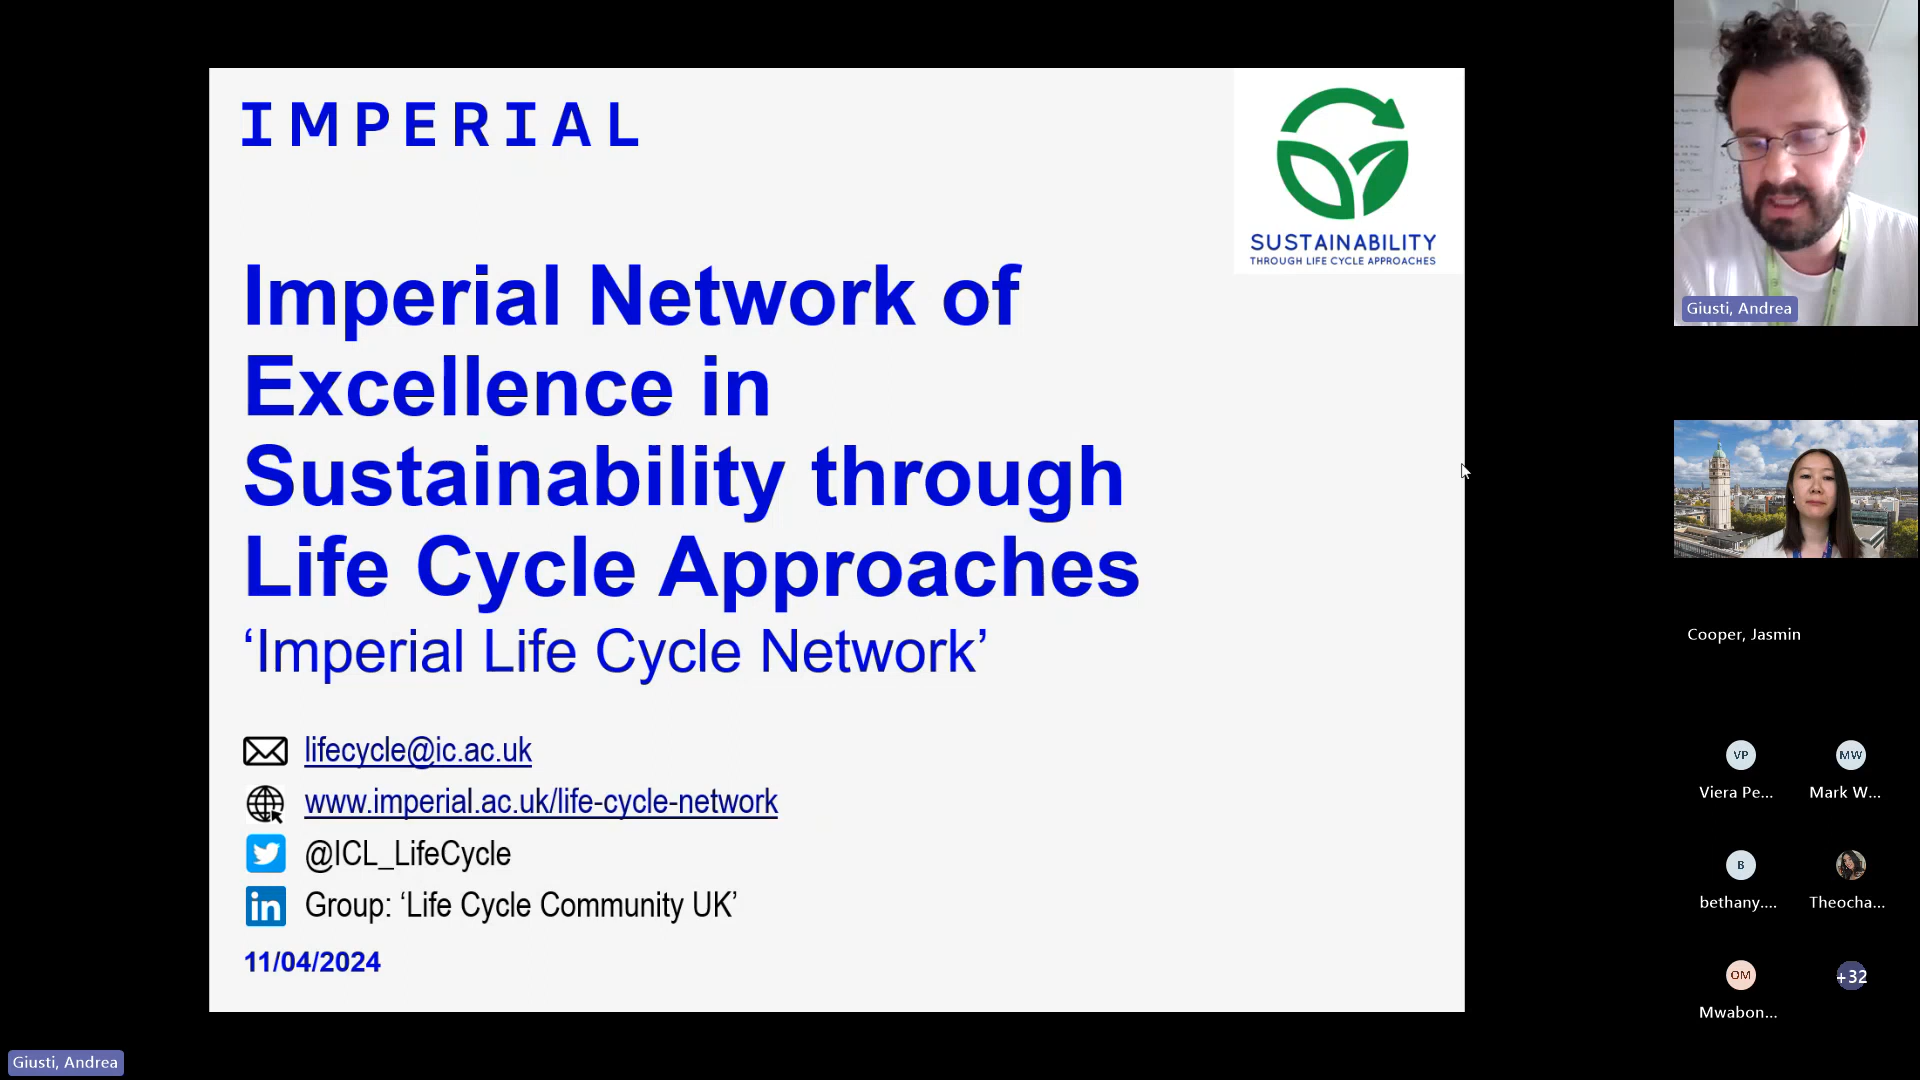 IMPERIAL
SUSTAINABILITY
THROUGH LIFE CYCLE APPROACHES
Imperial Network of
Excellence in
Sustainability through
Life Cycle Approaches
‘Imperial Life Cycle Network’
lifecycle@ic.ac.uk
www.imperial.ac.uk/life-cycle-network
@ICL_LifeCycle
in
Group: ‘Life Cycle Community UK’
11/04/2024
Giusti, Andrea
Giusti, Andrea
Cooper, Jasmin
VP
MW
Viera Pe...
Mark W...
B
bethany....
Theocha...
OM
+32
Mwabon...